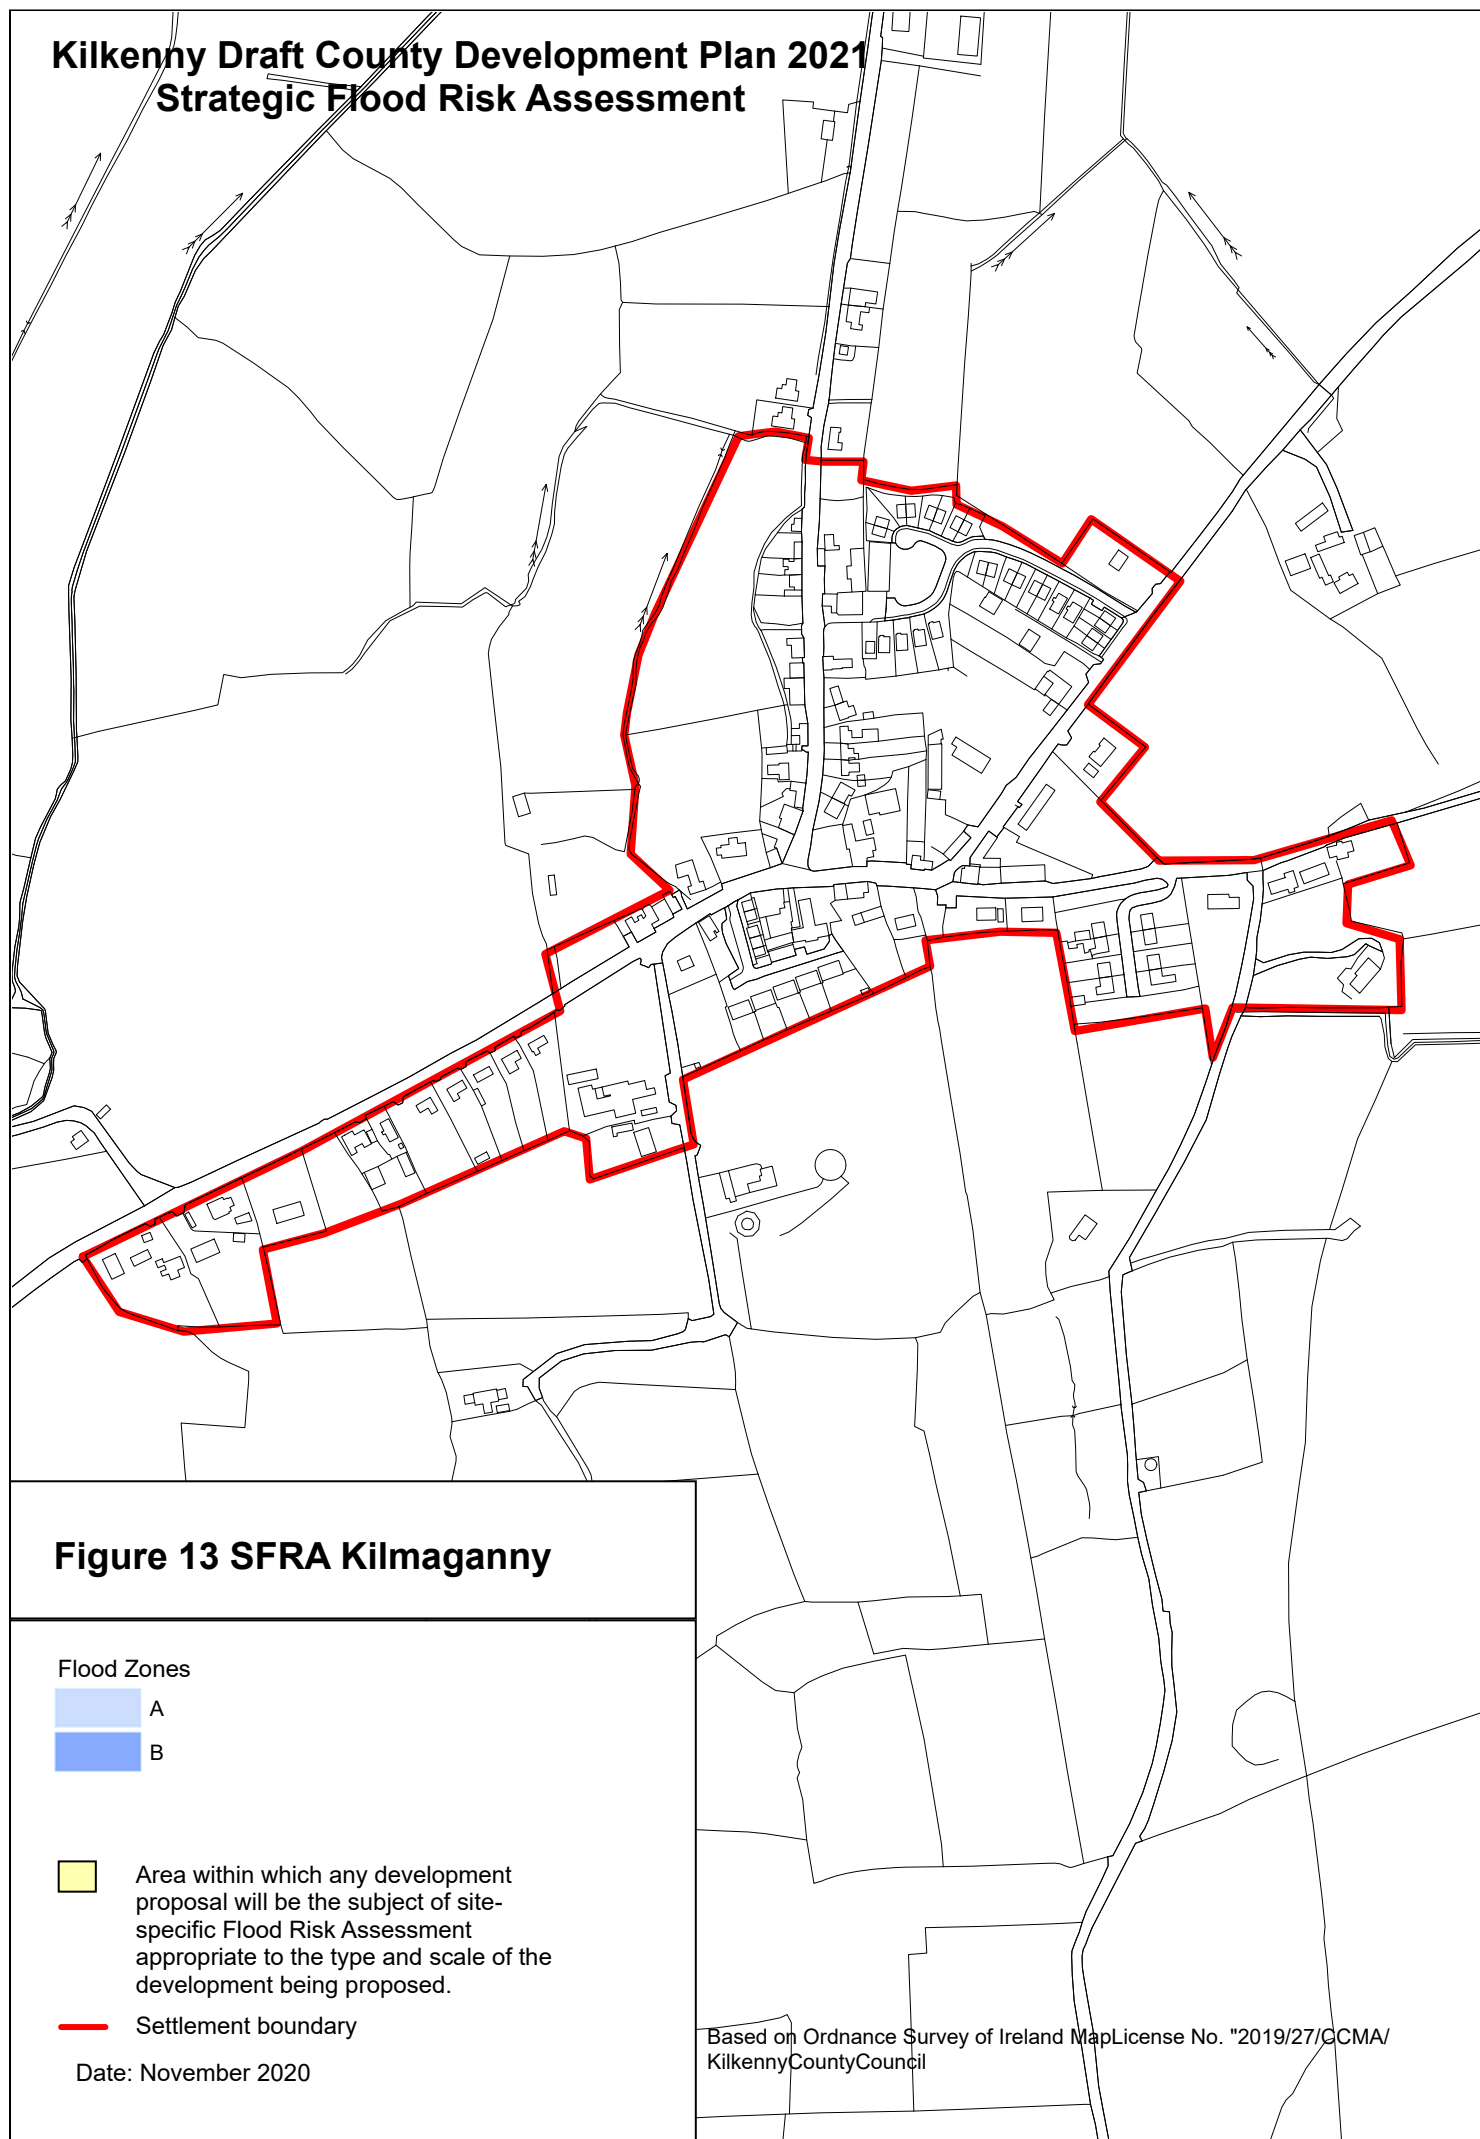 Kilkenny Draft County Development Plan 2021
Strategic Flood Risk Assessment
Figure 13 SFRA Kilmaganny
Flood Zones
A
B
Area within which any development
proposal will be the subject of site-
specific Flood Risk Assessment
appropriate to the type and scale of the
development being proposed.
Settlement boundary
Date: November 2020
Based on Ordnance Survey of Ireland MapLicense No. "2019/27/CCMA/
KilkennyCountyCouncil